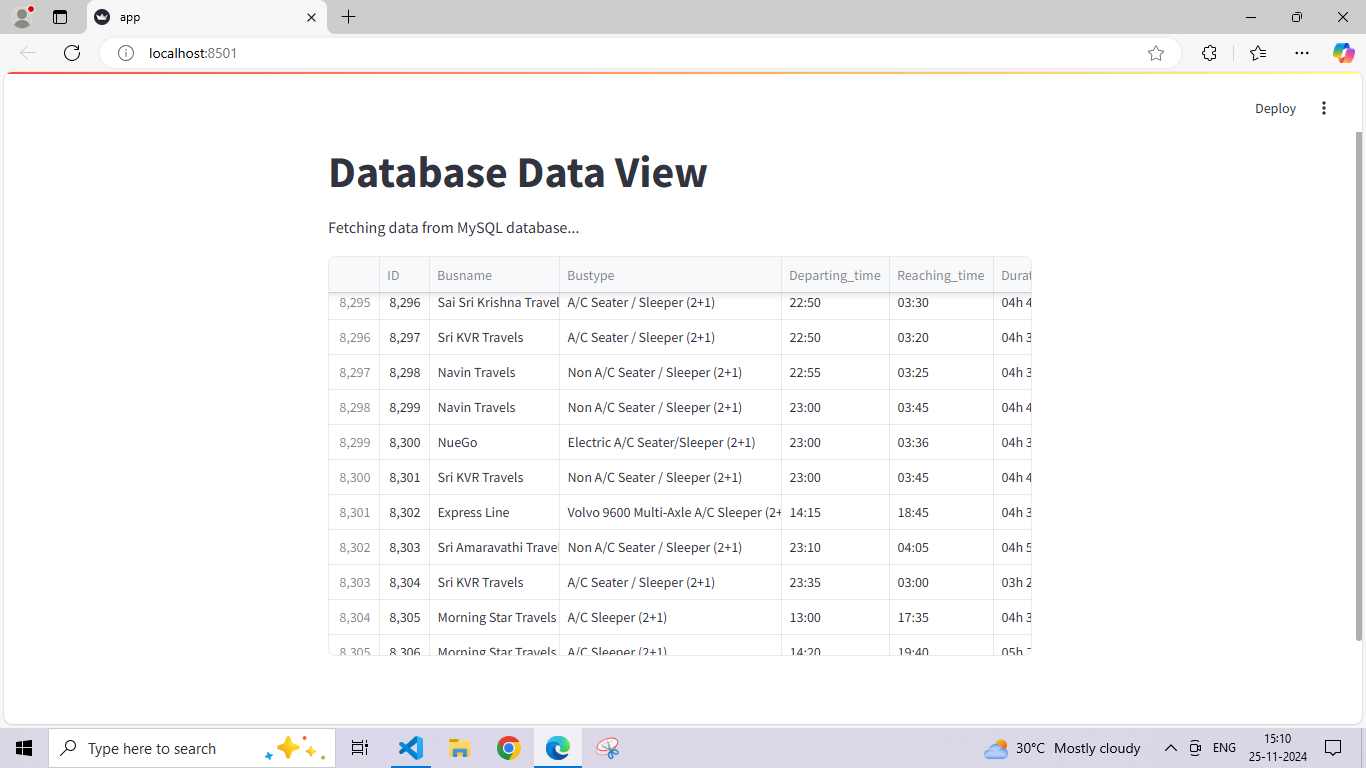 app
localhost:8501
Deploy
Database Data View
Fetching data from MySQL database...
ID Busname Bustype Departing_time Reaching_time Durat
8,295 8,296 Sai Sri Krishna Travel A/C Seater / Sleeper (2+1) 22:50 03:30 04h 4
8,296 8,297 Sri KVR Travels A/C Seater / Sleeper (2+1) 22:50 03:20 04h 3
8,297 8,298 Navin Travels Non A/C Seater / Sleeper (2+1) 22:55 03:25 04h 3
8,298 8,299 Navin Travels Non A/C Seater / Sleeper (2+1) 23:00 03:45 04h 4
8,299 8,300 NueGo Electric A/C Seater/Sleeper (2+1) 23:00 03:36 04h 3
8,300 8,301 Sri KVR Travels Non A/C Seater / Sleeper (2+1) 23:00 03:45 04h 4
8,301 8,302 Express Line Volvo 9600 Multi-Axle A/C Sleeper (2+ 14:15 18:45 04h 3
8,302 8,303 Sri Amaravathi Travel Non A/C Seater / Sleeper (2+1) 23:10 04:05 04h 5
8,303 8,304 Sri KVR Travels A/C Seater / Sleeper (2+1) 23:35 03:00 03h 2
8,304 8,305 Morning Star Travels A/C Sleeper (2+1) 13:00 17:35 04h 3
8,305 8,306 Morning Star Travels A/C Sleeper (2+1) 14:20 19:40 05h
Type here to search
30°C Mostly cloudy
ENG
15:10
25-11-2024